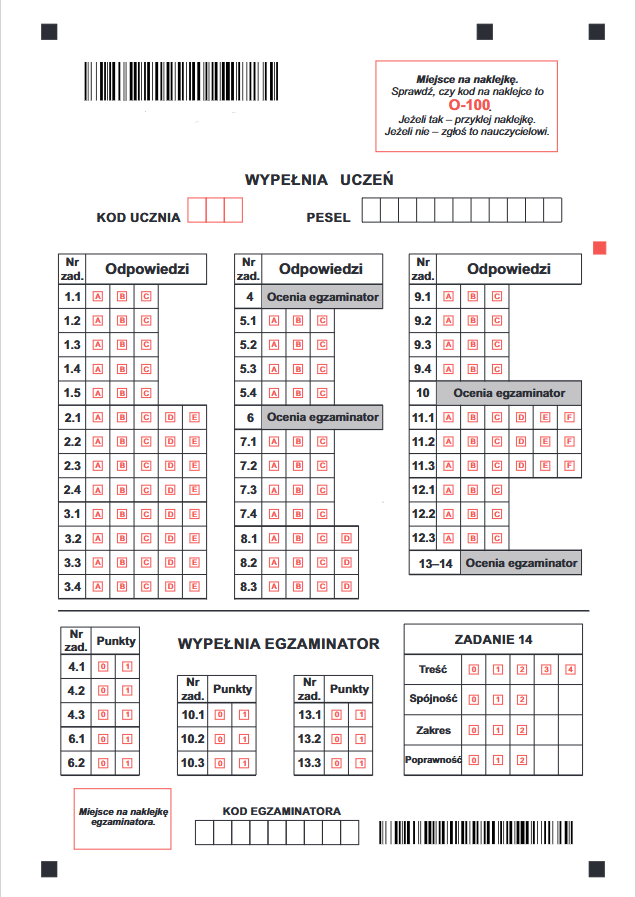 Miejsce na naklejkę.
Sprawdź, czy kod na naklejce to
O-100.
Jeżeli tak – przyklej naklejkę.
Jeżeli nie – zgłoś to nauczycielowi.
WYPEŁNIA UCZEŃ
KOD UCZNIA
PESEL
Nr zad. Odpowiedzi
1.1 A B C
1.2 A B C
1.3 A B C
1.4 A B C
1.5 A B C
2.1 A B C D E
2.2 A B C D E
2.3 A B C D E
2.4 A B C D E
3.1 A B C D E
3.2 A B C D E
3.3 A B C D E
3.4 A B C D E
Nr zad. Odpowiedzi
4 Ocenia egzaminator
5.1 A B C
5.2 A B C
5.3 A B C
5.4 A B C
6 Ocenia egzaminator
7.1 A B C
7.2 A B C
7.3 A B C
7.4 A B C
8.1 A B C D
8.2 A B C D
8.3 A B C D
Nr zad. Odpowiedzi
9.1 A B C
9.2 A B C
9.3 A B C
9.4 A B C
10 Ocenia egzaminator
11.1 A B C D E F
11.2 A B C D E F
11.3 A B C D E F
12.1 A B C
12.2 A B C
12.3 A B C
13–14 Ocenia egzaminator
WYPEŁNIA EGZAMINATOR
Nr zad. Punkty
4.1 0 1
4.2 0 1
4.3 0 1
6.1 0 1
6.2 0 1
Nr zad. Punkty
10.1 0 1
10.2 0 1
10.3 0 1
Nr zad. Punkty
13.1 0 1
13.2 0 1
13.3 0 1
ZADANIE 14
Treść 0 1 2 3 4
Spójność 0 1 2
Zakres 0 1 2
Poprawność 0 1 2
Miejsce na naklejkę
egzaminatora.
KOD EGZAMINATORA